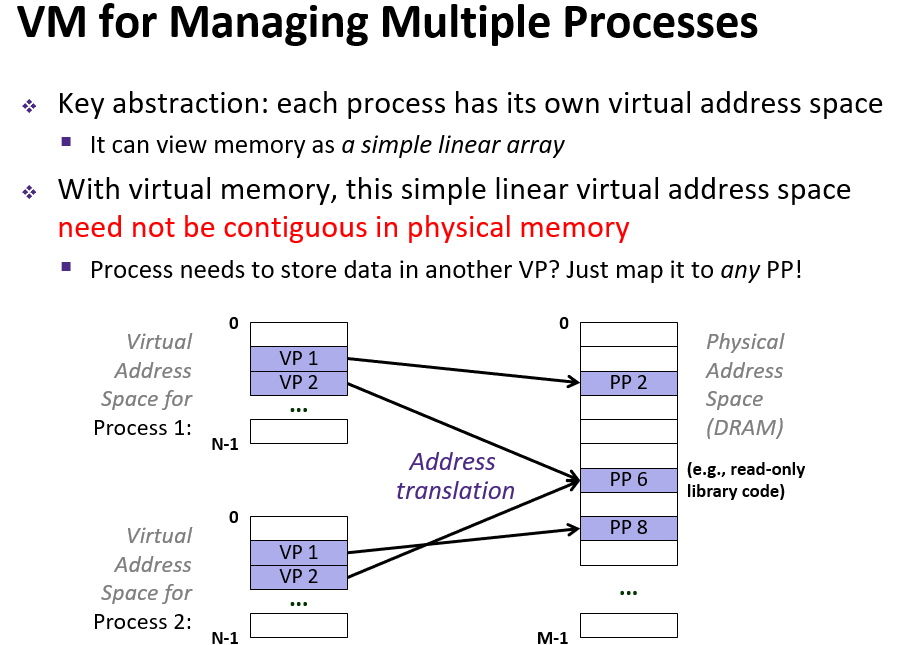 VM for Managing Multiple Processes
❖ Key abstraction: each process has its own virtual address space
▪ It can view memory as a simple linear array
❖ With virtual memory, this simple linear virtual address space
need not be contiguous in physical memory
▪ Process needs to store data in another VP? Just map it to any PP!
Virtual
Address
Space for
Process 1:
0
VP 1
VP 2
...
N-1
Address
translation
0
PP 2
PP 6
PP 8
...
M-1
Physical
Address
Space
(DRAM)
(e.g., read-only
library code)
Virtual
Address
Space for
Process 2:
0
VP 1
VP 2
...
N-1